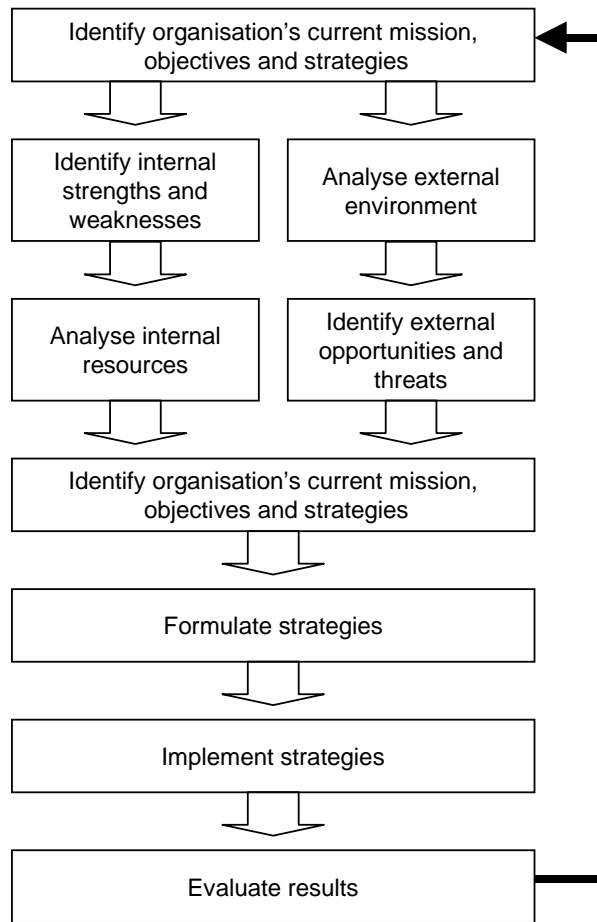 Identify organisation’s current mission,
objectives and strategies
Identify internal
strengths and
weaknesses
Analyse external
environment
Analyse internal
resources
Identify external
opportunities and
threats
Identify organisation’s current mission,
objectives and strategies
Formulate strategies
Implement strategies
Evaluate results